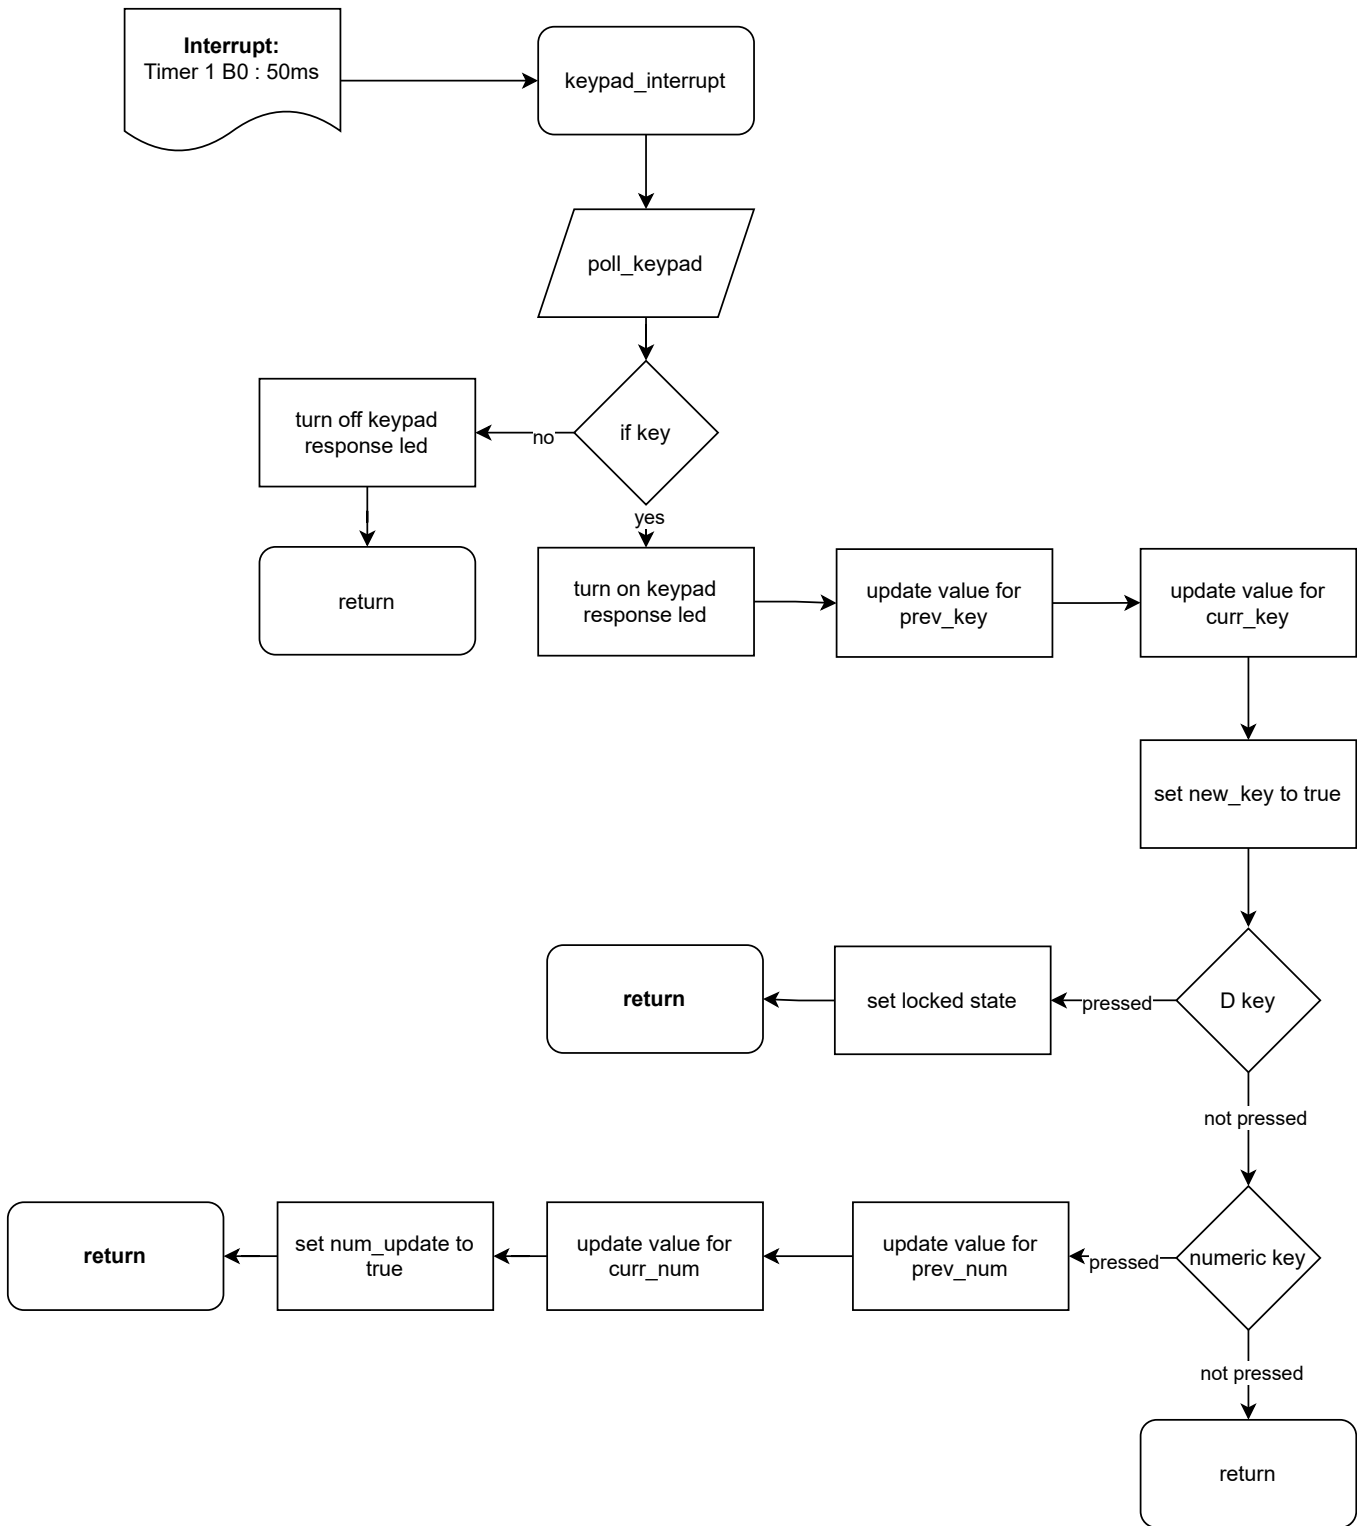 Interrupt:
Timer 1 B0 : 50ms
keypad_interrupt
poll_keypad
if key
no
turn off keypad
response led
return
yes
turn on keypad
response led
update value for
prev_key
update value for
curr_key
set new_key to true
D key
pressed
set locked state
return
not pressed
numeric key
pressed
update value for
prev_num
update value for
curr_num
set num_update to
true
return
not pressed
return